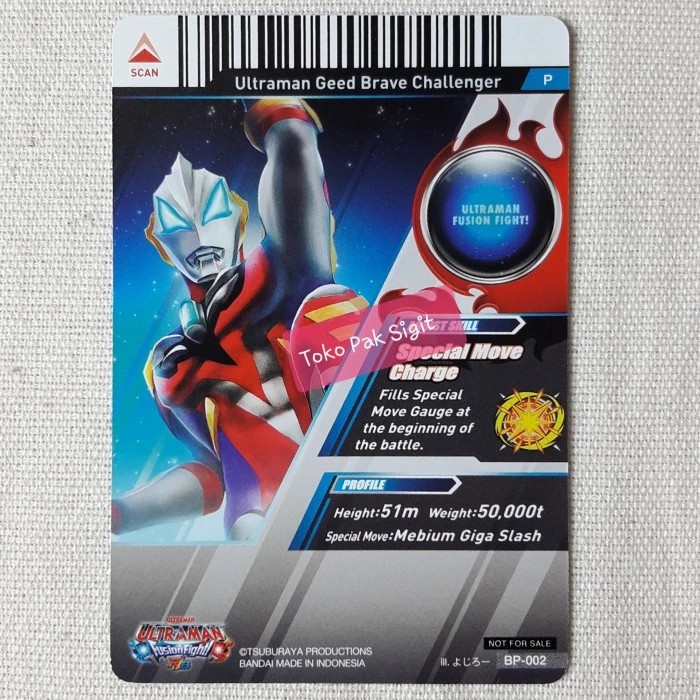 SCAN
Ultraman Geed Brave Challenger
P
ULTRAMAN
FUSION FIGHT!
Toko Pak Sigit
SKILL
Special Move
Charge
Fills Special
Move Gauge at
the beginning of
the battle.
PROFILE
Height:51m Weight:50,000t
Special Move:Mebium Giga Slash
ULTRAMAN
ULTRAMAN
Fusion Fight!
R/B
©TSUBURAYA PRODUCTIONS
BANDAI MADE IN INDONESIA
NOT FOR SALE
Ill. よじろー BP-002